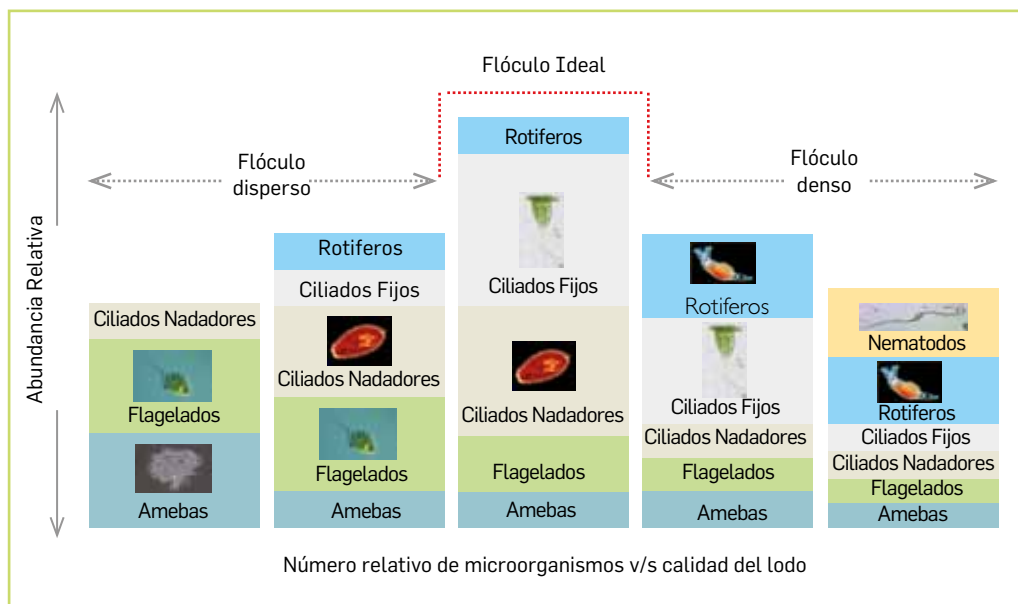 Flóculo Ideal
Flóculo
disperso
Flóculo
denso
Abundancia Relativa
Ciliados Nadadores
Flagelados
Amebas
Rotiferos
Ciliados Fijos
Ciliados Nadadores
Flagelados
Amebas
Rotiferos
Ciliados Fijos
Ciliados Nadadores
Flagelados
Amebas
Rotiferos
Ciliados Fijos
Ciliados Nadadores
Flagelados
Amebas
Nematodos
Rotiferos
Ciliados Fijos
Ciliados Nadadores
Flagelados
Amebas
Número relativo de microorganismos v/s calidad del lodo